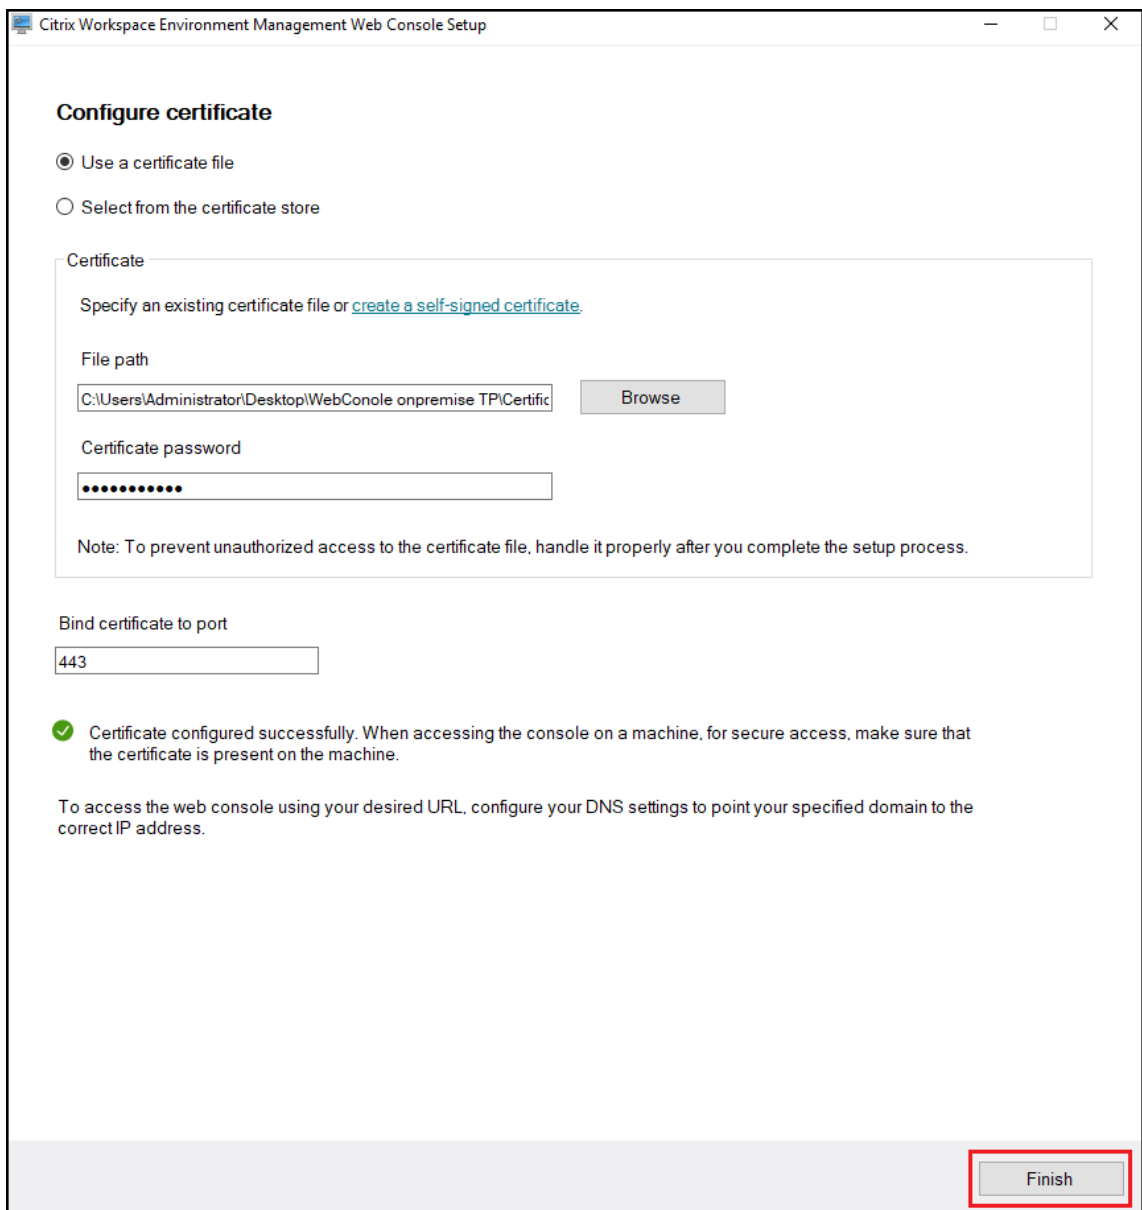 Citrix Workspace Environment Management Web Console Setup
Configure certificate
Use a certificate file
Select from the certificate store
Certificate
Specify an existing certificate file or create a self-signed certificate.
File path
C:\Users\Administrator\Desktop\WebConole onpremise TP\Certific
Browse
Certificate password
•••••••••••
Note: To prevent unauthorized access to the certificate file, handle it properly after you complete the setup process.
Bind certificate to port
443
Certificate configured successfully. When accessing the console on a machine, for secure access, make sure that
the certificate is present on the machine.
To access the web console using your desired URL, configure your DNS settings to point your specified domain to the
correct IP address.
Finish